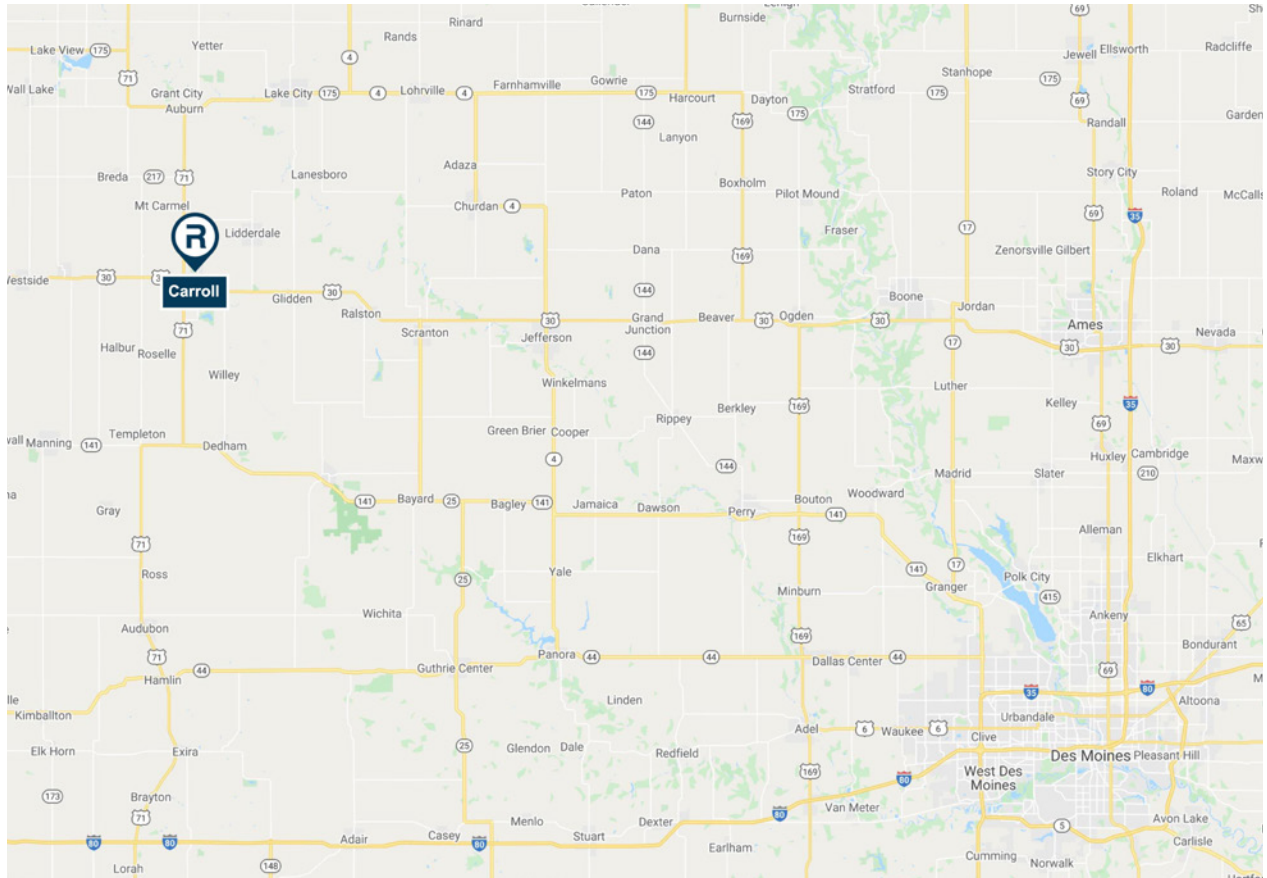 Burnside
Lehigh
69
Rinard
Lake View
175
Yetter
Rands
4
Jewell
Ellsworth
Radcliffe
71
Stanhope
Wall Lake
Grant City
Lake City
175
4
Lohrville
4
Farnhamville
Gowrie
175
Harcourt
Dayton
175
Stratford
175
175
69
Auburn
144
169
Randall
Lanyon
Adaza
Story City
Breda
217
71
Lanesboro
Boxholm
Paton
Pilot Mound
Roland
Mt Carmel
Churdan
4
69
35
R
Lidderdale
Fraser
17
Dana
169
Zenorsville
Gilbert
Westside
30
Carroll
Glidden
30
144
Boone
Jordan
Ralston
Scranton
30
Jefferson
Grand
Junction
Beaver
30
Ogden
30
Ames
Nevada
71
144
17
30
30
Halbur
Roselle
Willey
Winkelmans
Luther
169
Berkley
Kelley
35
Rippey
69
Templeton
Green Brier
Cooper
Manning
141
Dedham
4
Huxley
Cambridge
144
210
Madrid
Slater
141
Bayard
25
Bagley
141
Jamaica
Dawson
Perry
Bouton
141
Woodward
Gray
Alleman
71
169
Elkhart
Ross
25
Yale
141
17
Polk City
Granger
Minburn
415
Wichita
Ankeny
Audubon
169
65
Bondurant
71
Panora
44
44
Dallas Center
44
69
Hamlin
44
Guthrie Center
35
80
Linden
Altoona
Kimballton
Urbandale
Adel
6
Waukee
6
Clive
Elk Horn
Exira
25
Glendon
Dale
Redfield
Des Moines
Pleasant Hill
169
80
West Des
Moines
173
Brayton
Van Meter
71
80
Menlo
Dexter
5
Avon Lake
80
80
Adair
Casey
80
Stuart
Earlham
Carlisle
Lorah
148
Cumming
Norwalk